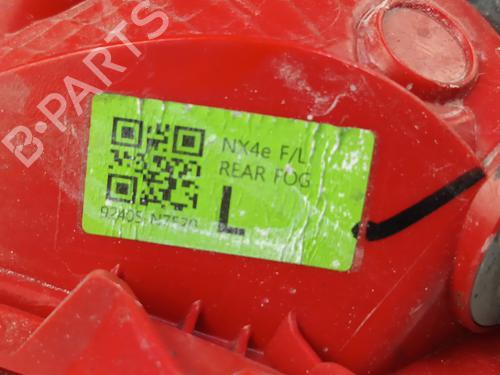 B·PARTS
NX4e F/L
REAR FOG
L
92405-N7530